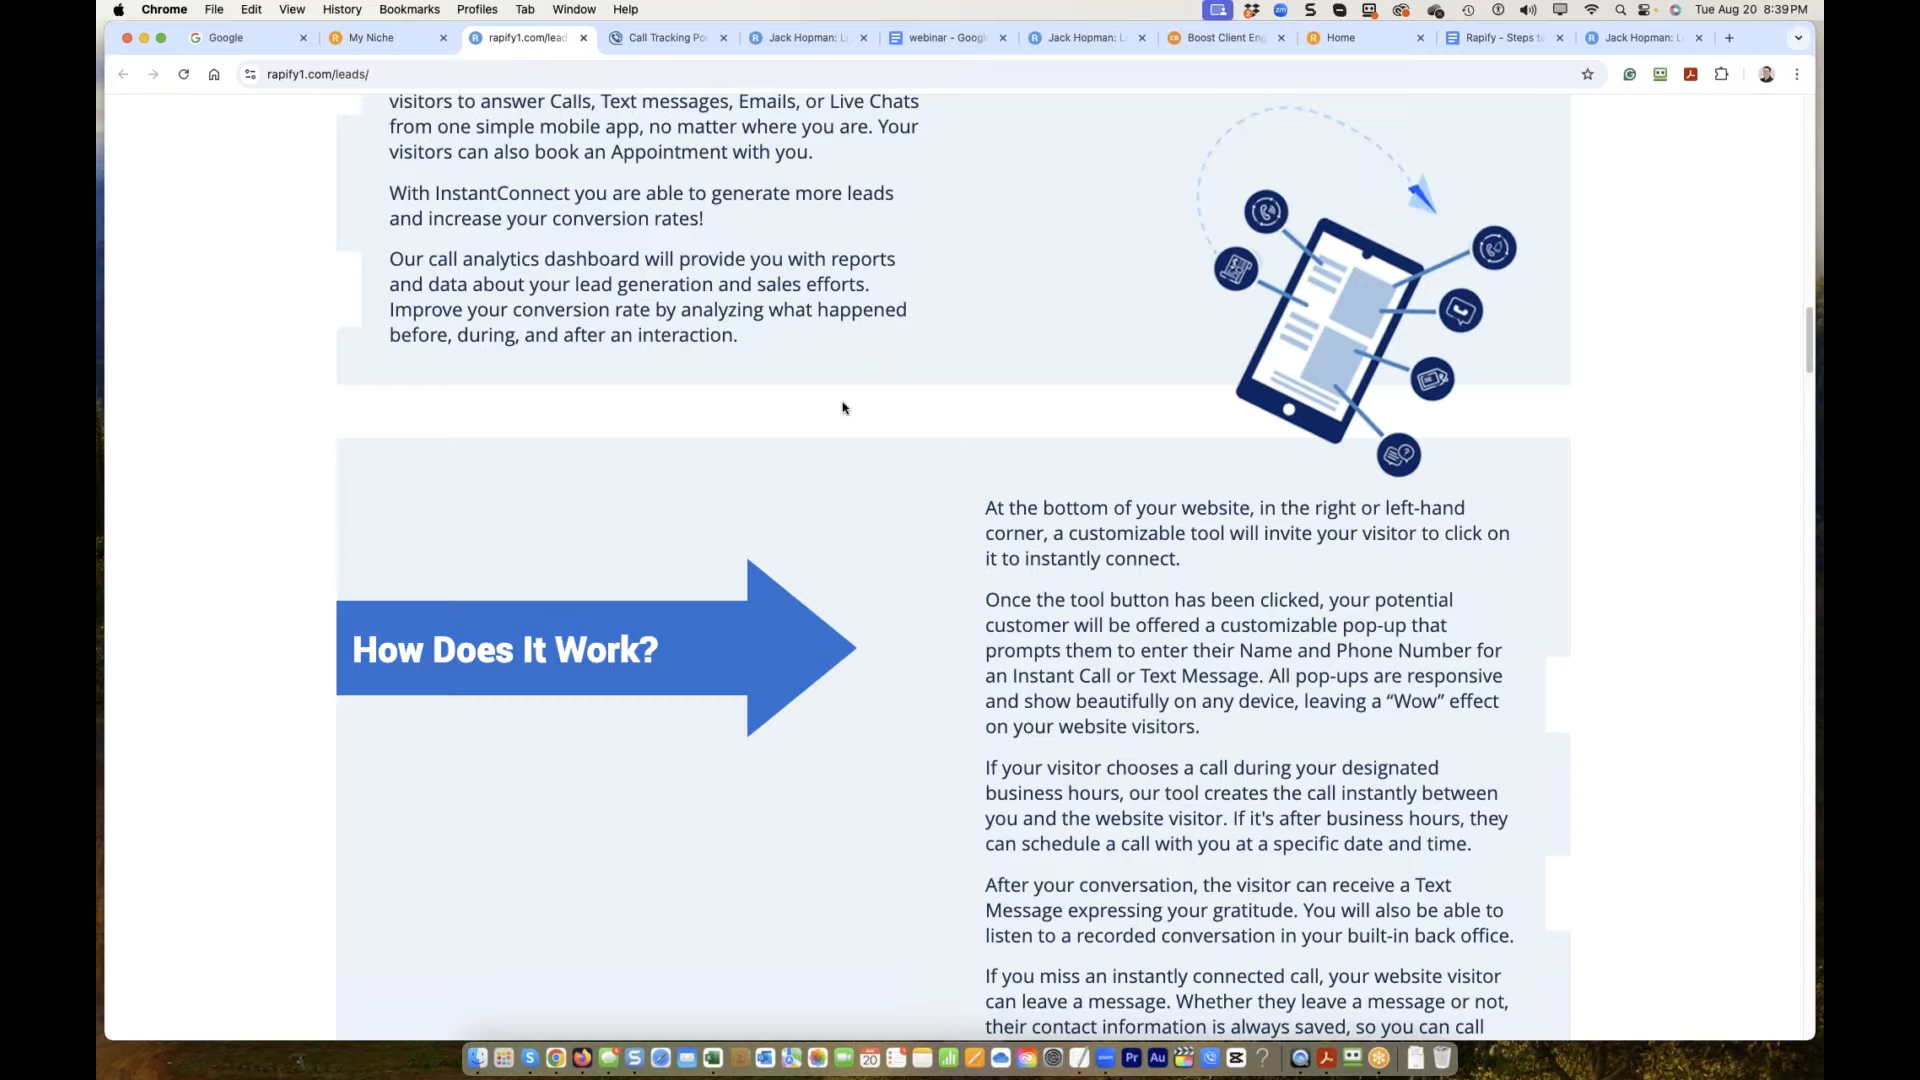 Chrome File Edit View History Bookmarks Profiles Tab Window Help
Tue Aug 20 8:39 PM
Google
My Niche
rapify1.com/lead
Call Tracking Po
Jack Hopman: L
webinar - Googl
Jack Hopman: L
Boost Client Eng
Home
Rapify - Steps to
Jack Hopman: L
rapify1.com/leads/
visitors to answer Calls, Text messages, Emails, or Live Chats
from one simple mobile app, no matter where you are. Your
visitors can also book an Appointment with you.
With InstantConnect you are able to generate more leads
and increase your conversion rates!
Our call analytics dashboard will provide you with reports
and data about your lead generation and sales efforts.
Improve your conversion rate by analyzing what happened
before, during, and after an interaction.
How Does It Work?
At the bottom of your website, in the right or left-hand
corner, a customizable tool will invite your visitor to click on
it to instantly connect.
Once the tool button has been clicked, your potential
customer will be offered a customizable pop-up that
prompts them to enter their Name and Phone Number for
an Instant Call or Text Message. All pop-ups are responsive
and show beautifully on any device, leaving a “Wow” effect
on your website visitors.
If your visitor chooses a call during your designated
business hours, our tool creates the call instantly between
you and the website visitor. If it's after business hours, they
can schedule a call with you at a specific date and time.
After your conversation, the visitor can receive a Text
Message expressing your gratitude. You will also be able to
listen to a recorded conversation in your built-in back office.
If you miss an instantly connected call, your website visitor
can leave a message. Whether they leave a message or not,
their contact information is always saved, so you can call
20
Pr
Au